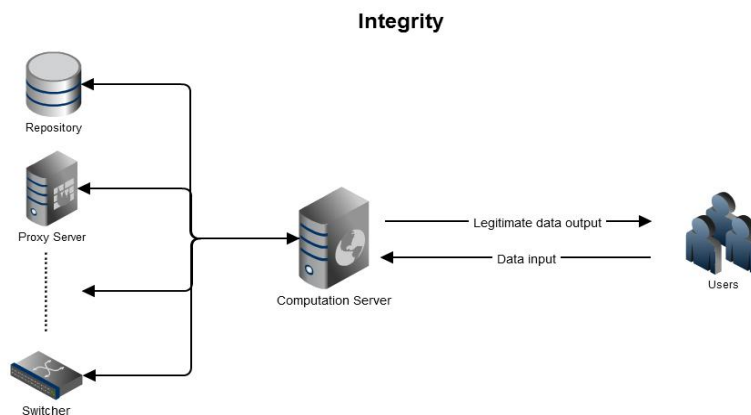 Integrity
Repository
Proxy Server
Legitimate data output
Data input
Computation Server
Users
Switcher